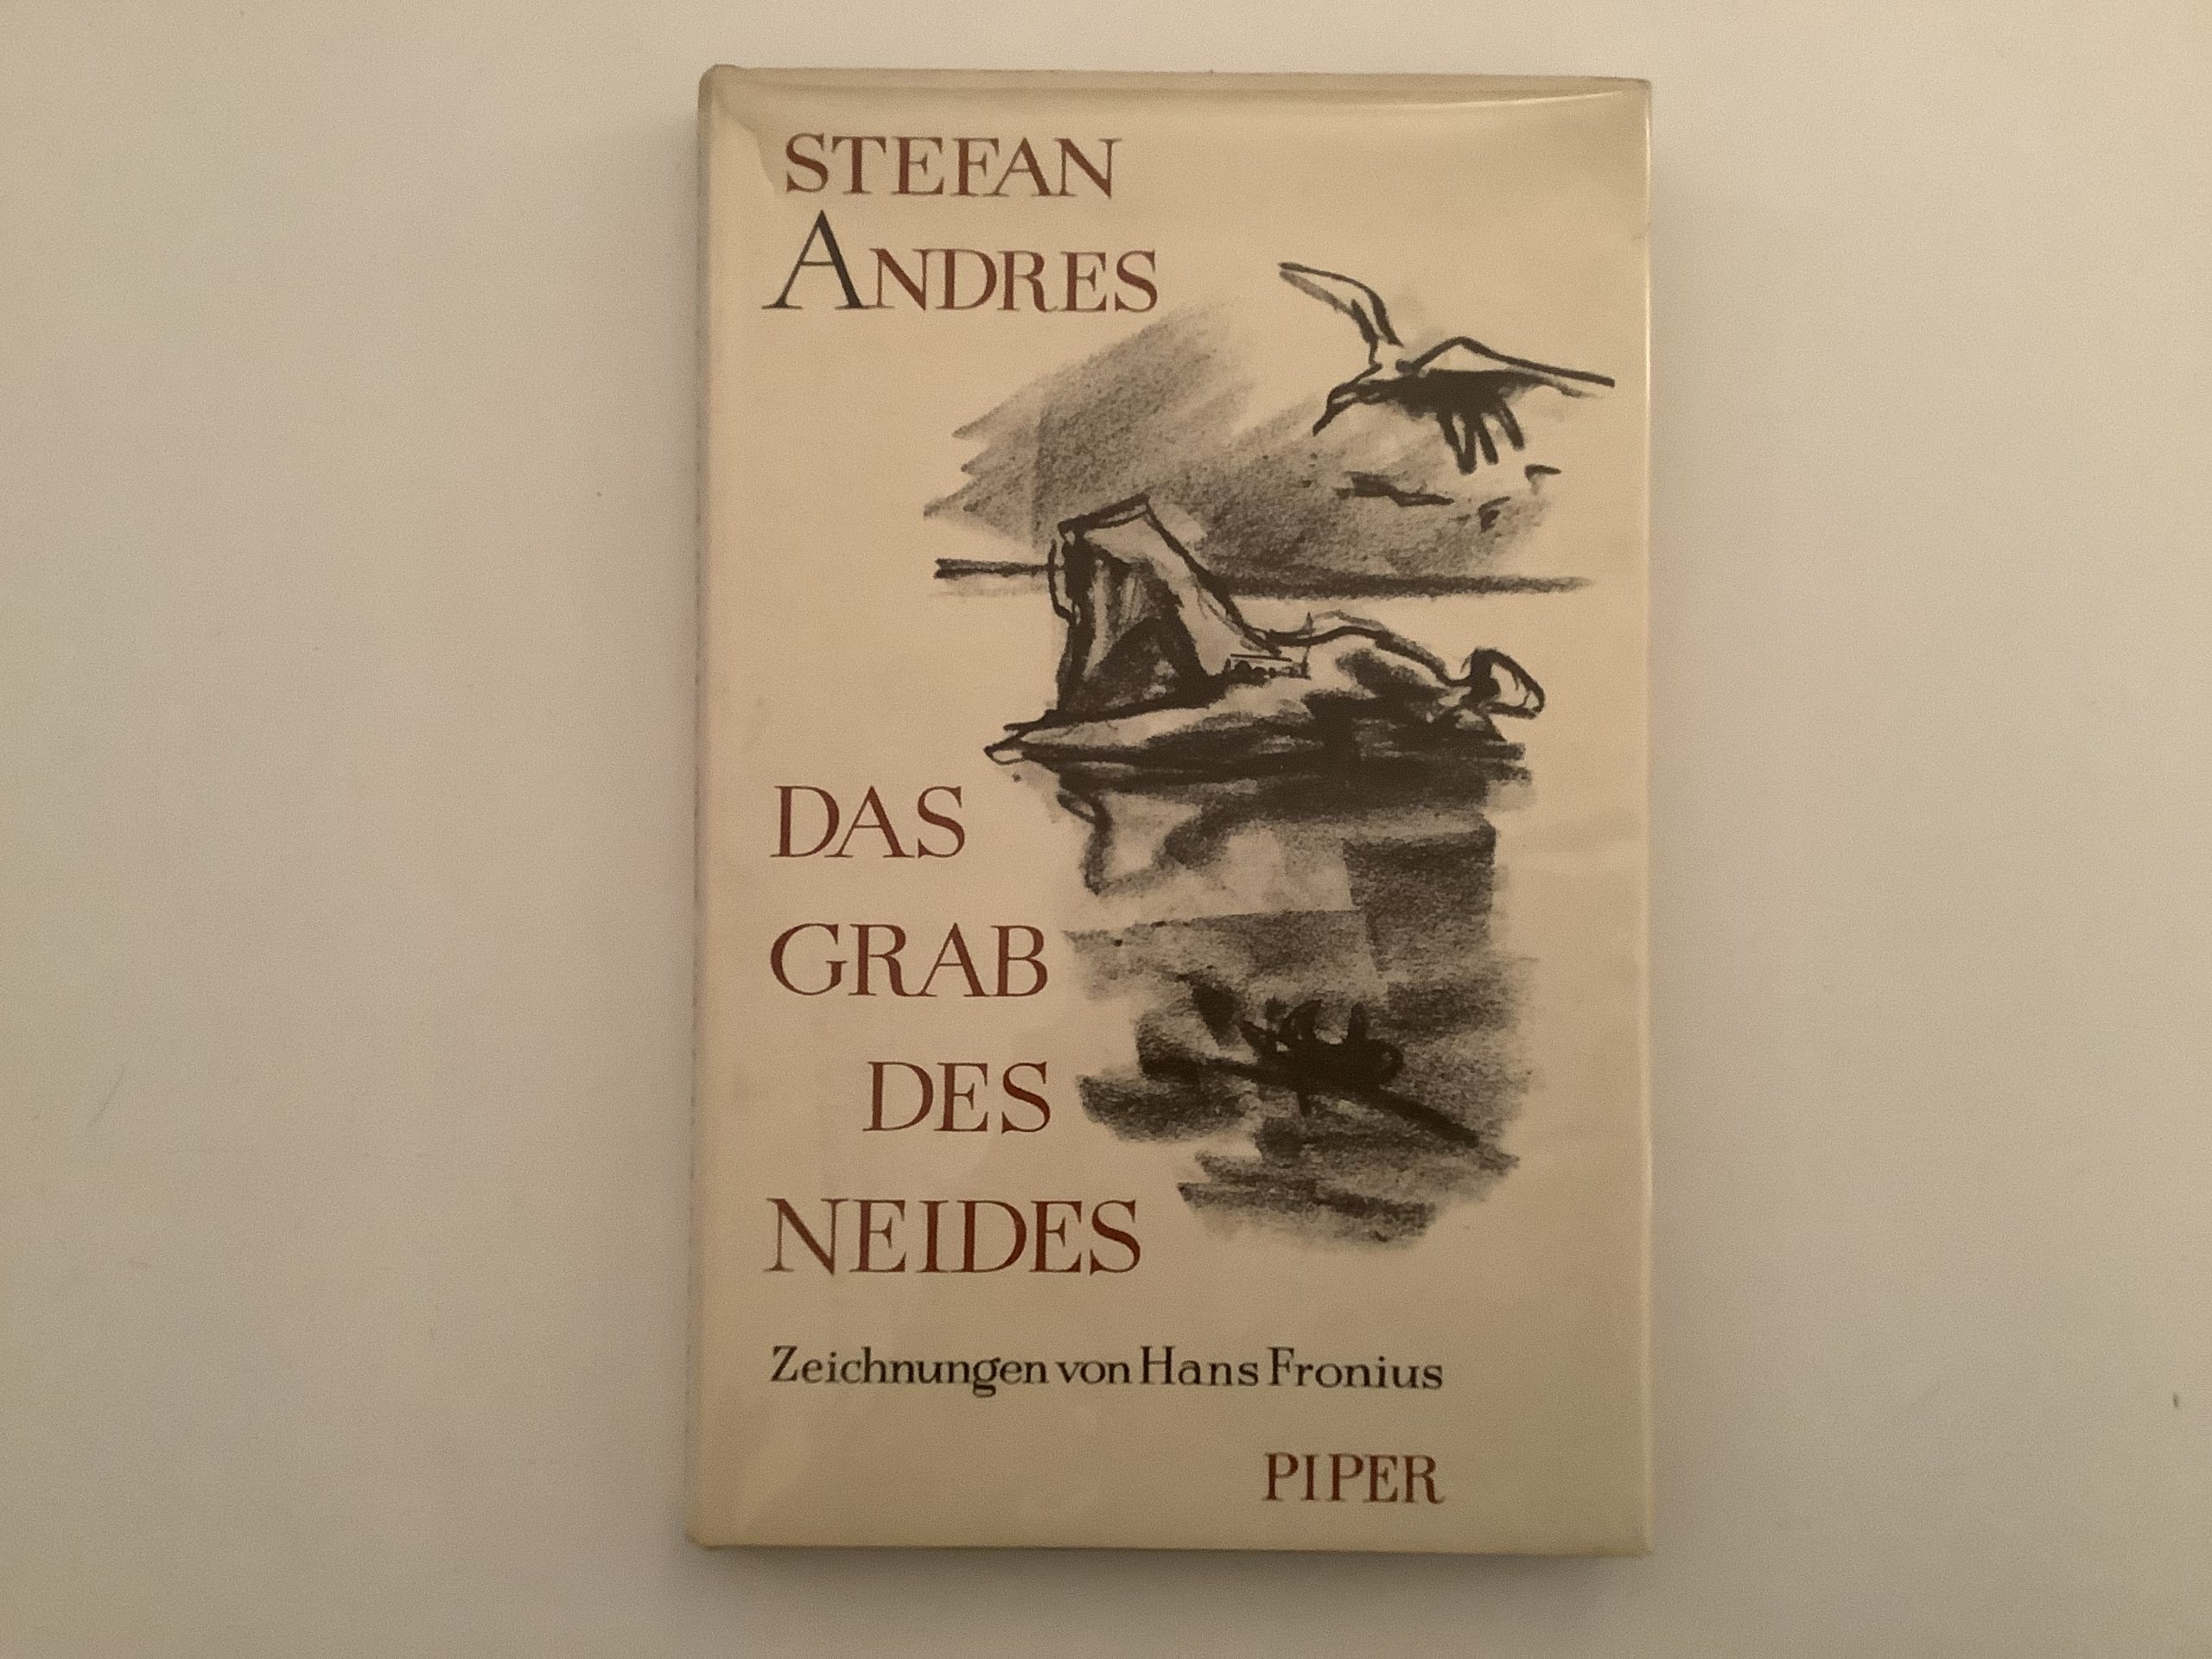 STEFAN
ANDRES
DAS
GRAB
DES
NEIDES
Zeichnungen von Hans Fronius
PIPER